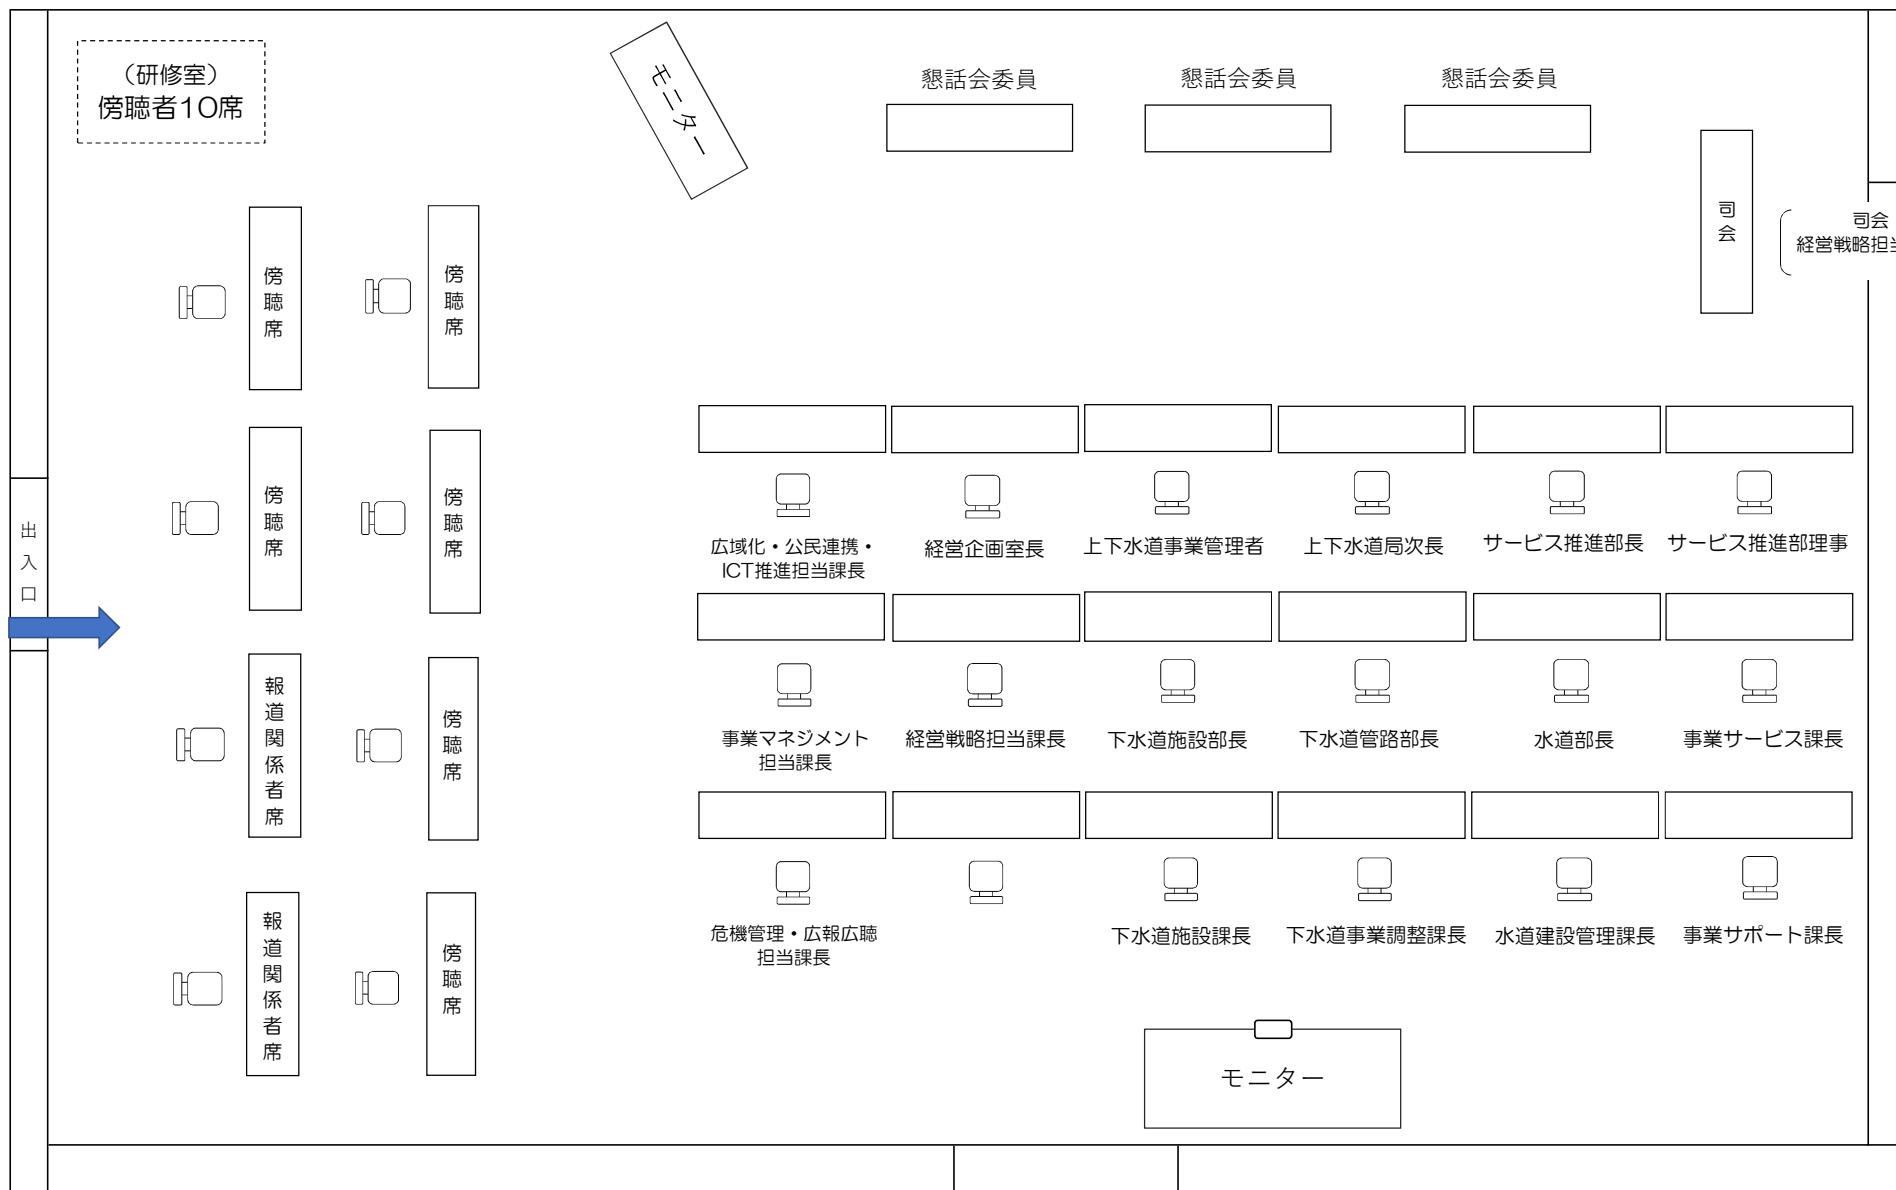 （研修室）
傍聴者10席
モニター
懇話会委員
懇話会委員
懇話会委員
司会
司会
経営戦略担
傍聴席
傍聴席
傍聴席
傍聴席
報道関係者席
傍聴席
報道関係者席
傍聴席
出入口
広域化・公民連携・
ICT推進担当課長
経営企画室長
上下水道事業管理者
上下水道局次長
サービス推進部長
サービス推進部理事
事業マネジメント
担当課長
経営戦略担当課長
下水道施設部長
下水道管路部長
水道部長
事業サービス課長
危機管理・広報広聴
担当課長
下水道施設課長
下水道事業調整課長
水道建設管理課長
事業サポート課長
モニター